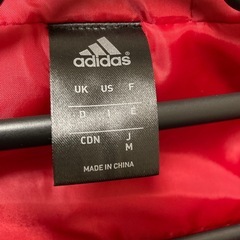 adidas
UK US F
D I E
CDN J
M
MADE IN CHINA